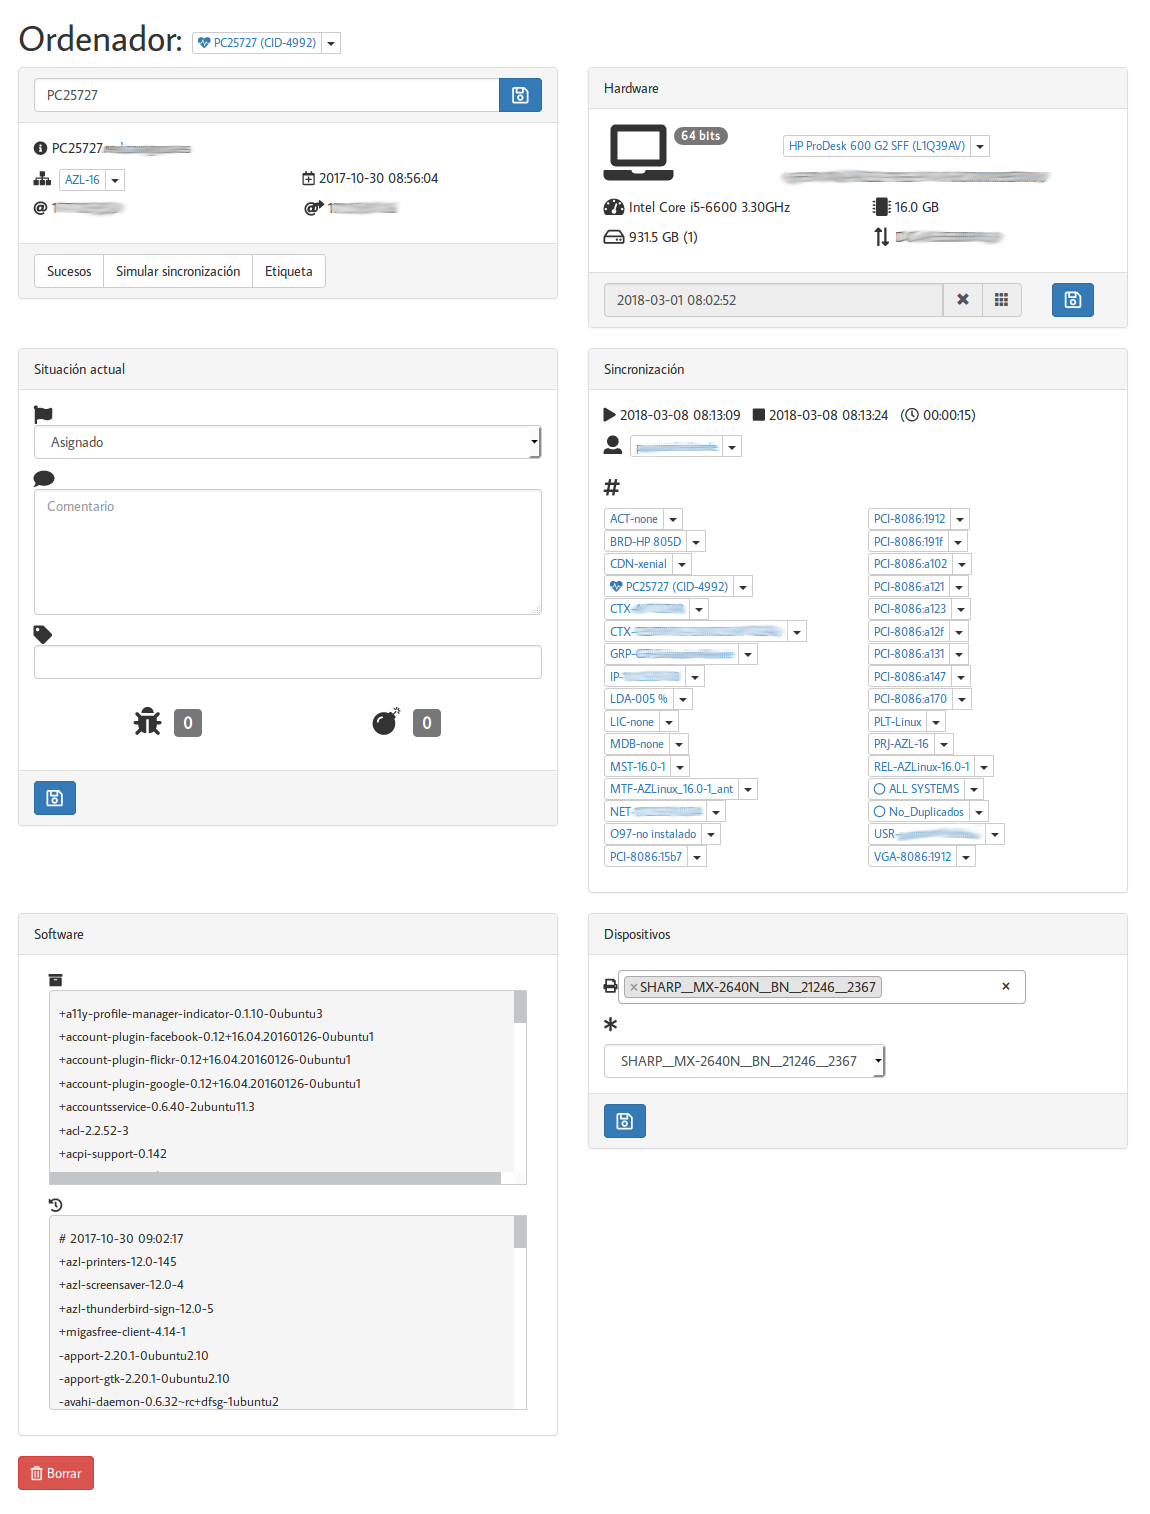 Ordenador: PC25727 (CID-4992)
PC25727
PC25727
AZL-16
2017-10-30 08:56:04
@ 1
@ 1
Sucesos
Simular sincronización
Etiqueta
Hardware
64 bits
HP ProDesk 600 G2 SFF (L1Q39AV)
Intel Core i5-6600 3.30GHz
16.0 GB
931.5 GB (1)
2018-03-01 08:02:52
Situación actual
Asignado
Comentario
0
0
Sincronización
2018-03-08 08:13:09 2018-03-08 08:13:24 (00:00:15)
#
ACT-none
BRD-HP 805D
CDN-xenial
PC25727 (CID-4992)
CTX-
CTX-
GRP-
IP-
LDA-005 %
LIC-none
MDB-none
MST-16.0-1
MTF-AZLinux_16.0-1_ant
NET-
O97-no instalado
PCI-8086:15b7
PCI-8086:1912
PCI-8086:191f
PCI-8086:a102
PCI-8086:a121
PCI-8086:a123
PCI-8086:a12f
PCI-8086:a131
PCI-8086:a147
PCI-8086:a170
PLT-Linux
PRJ-AZL-16
REL-AZLinux-16.0-1
ALL SYSTEMS
No_Duplicados
USR-
VGA-8086:1912
Software
+a11y-profile-manager-indicator-0.1.10-0ubuntu3
+account-plugin-facebook-0.12+16.04.20160126-0ubuntu1
+account-plugin-flickr-0.12+16.04.20160126-0ubuntu1
+account-plugin-google-0.12+16.04.20160126-0ubuntu1
+accountsservice-0.6.40-2ubuntu11.3
+acl-2.2.52-3
+acpi-support-0.142
# 2017-10-30 09:02:17
+azl-printers-12.0-145
+azl-screensaver-12.0-4
+azl-thunderbird-sign-12.0-5
+migasfree-client-4.14-1
-apport-2.20.1-0ubuntu2.10
-apport-gtk-2.20.1-0ubuntu2.10
-avahi-daemon-0.6.32~rc+dfsg-1ubuntu2
Dispositivos
×SHARP__MX-2640N__BN__21246__2367 ×
SHARP__MX-2640N__BN__21246__2367
Borrar